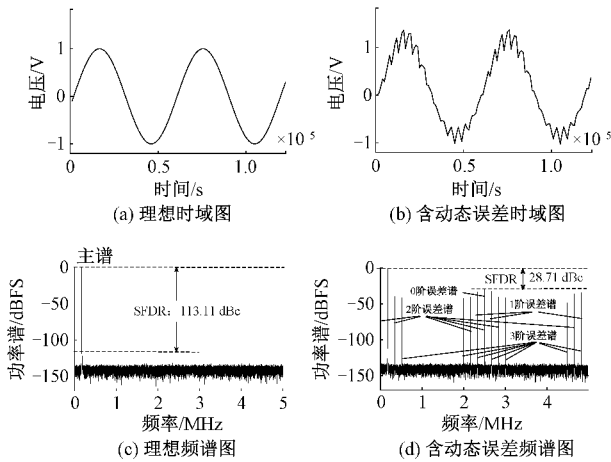 电压/V
1
0
-1
0
0.5
1.0
×10 5
时间/s
(a) 理想时域图
电压/V
1
0
-1
0
0.5
1.0
×10 5
时间/s
(b) 含动态误差时域图
功率谱/dBFS
0
-50
-100
-150
主谱
SFDR: 113.11 dBc
0
1
2
3
4
5
频率/MHz
(c) 理想频谱图
功率谱/dBFS
0
-50
-100
-150
SFDR
28.71 dBc
0阶误差谱
2阶误差谱
1阶误差谱
3阶误差谱
0
1
2
3
4
频率/MHz
(d) 含动态误差频谱图